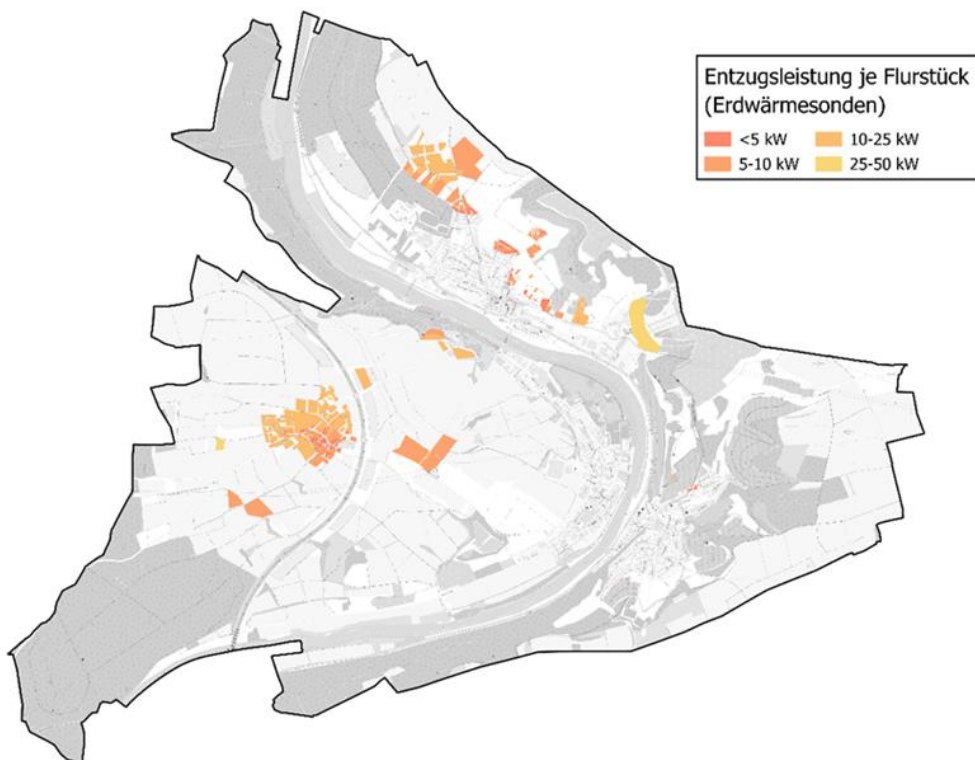 Entzugsleistung je Flurstück
(Erdwärmesonden)
<5 kW
10-25 kW
5-10 kW
25-50 kW